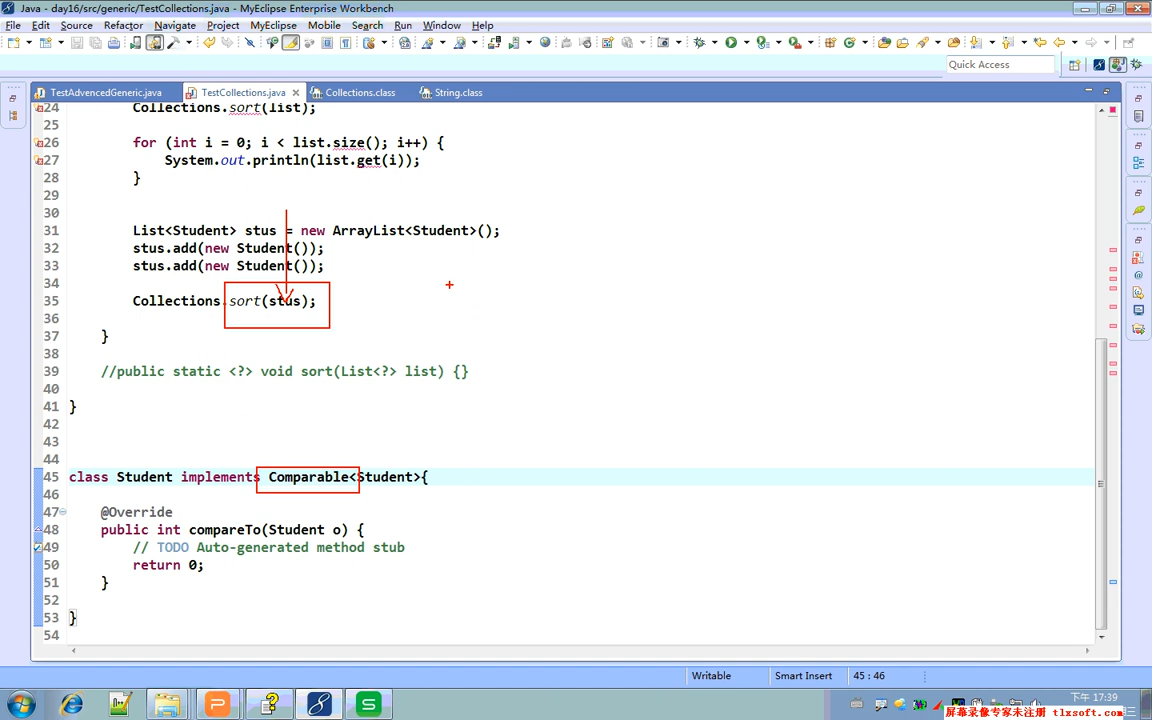 Java - day16/src/generic/TestCollections.java - MyEclipse Enterprise Workbench
File Edit Source Refactor Navigate Project MyEclipse Mobile Search Run Window Help
Quick Access
TestAdvencedGeneric.java TestCollections.java Collections.class String.class
24 Collections.sort(list);
25
26 for (int i = 0; i < list.size(); i++) {
27 System.out.println(list.get(i));
28 }
29
30
31 List<Student> stus = new ArrayList<Student>();
32 stus.add(new Student());
33 stus.add(new Student());
34
35 Collections.sort(stus);
36
37 }
38
39 //public static <?> void sort(List<?> list) {}
40
41 }
42
43
44
45 class Student implements Comparable<Student>{
46
47 @Override
48 public int compareTo(Student o) {
49 // TODO Auto-generated method stub
50 return 0;
51 }
52
53 }
54
Writable Smart Insert 45 : 46
下午 17:39
屏幕录像专家未注册 tlxsoft.com